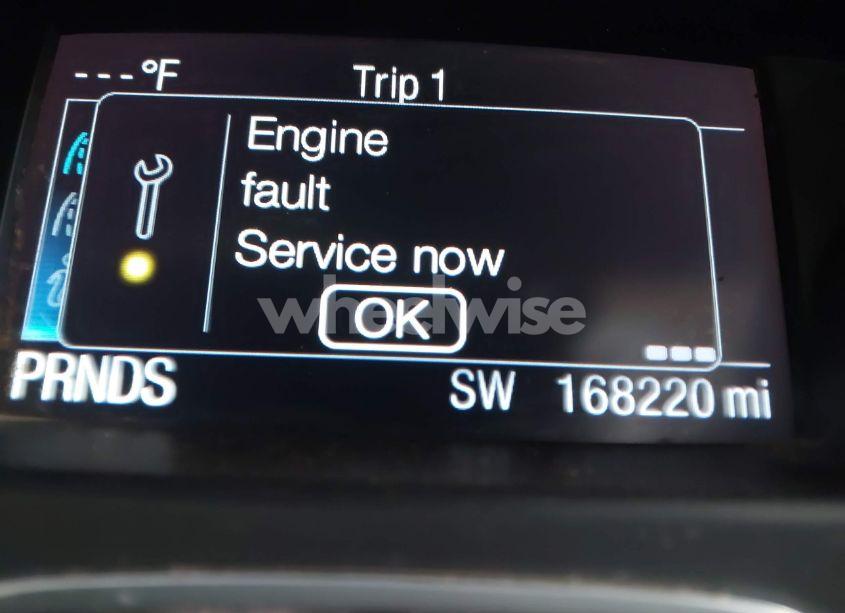 ---°F
Trip 1
Engine
fault
Service now
wheelwise
OK
PRNDS
SW 168220 mi